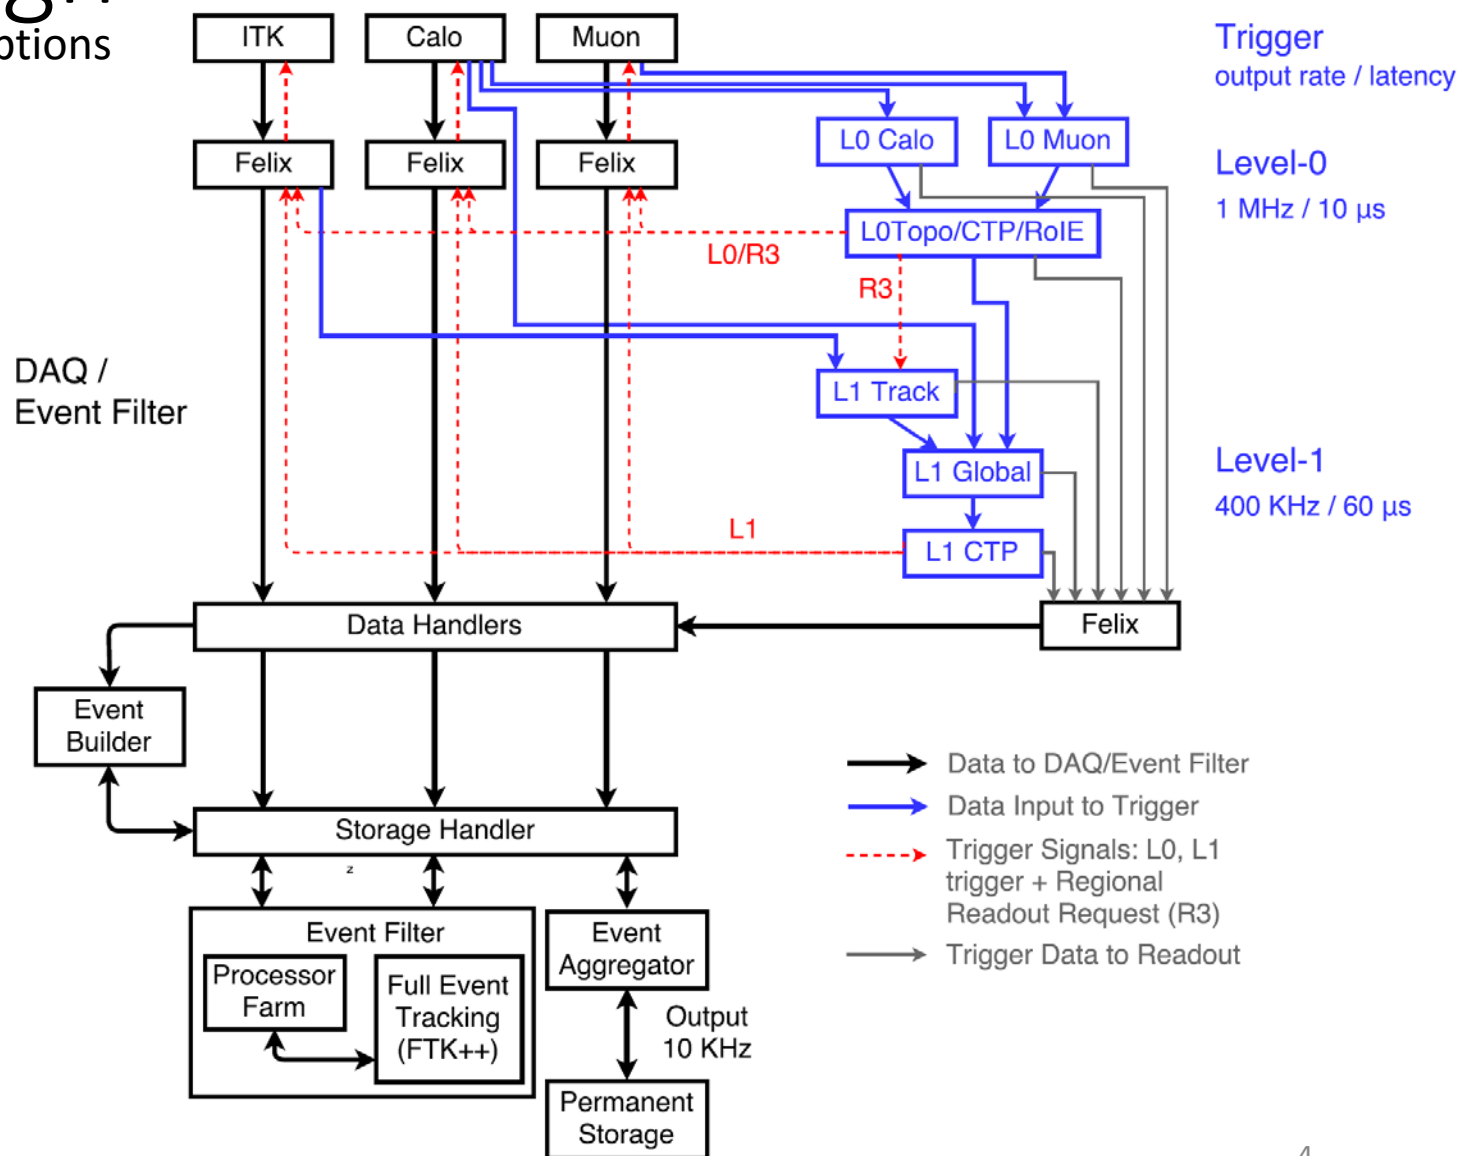 ptions
ITK
Calo
Muon
Trigger
output rate / latency
L0 Calo
L0 Muon
Felix
Felix
Felix
Level-0
1 MHz / 10 µs
L0Topo/CTP/RoIE
L0/R3
R3
DAQ /
Event Filter
L1 Track
L1 Global
Level-1
400 KHz / 60 µs
L1
L1 CTP
Data Handlers
Felix
Event
Builder
Data to DAQ/Event Filter
Data Input to Trigger
Trigger Signals: L0, L1
trigger + Regional
Readout Request (R3)
Trigger Data to Readout
Storage Handler
z
Event Filter
Processor
Farm
Full Event
Tracking
(FTK++)
Event
Aggregator
Output
10 KHz
Permanent
Storage